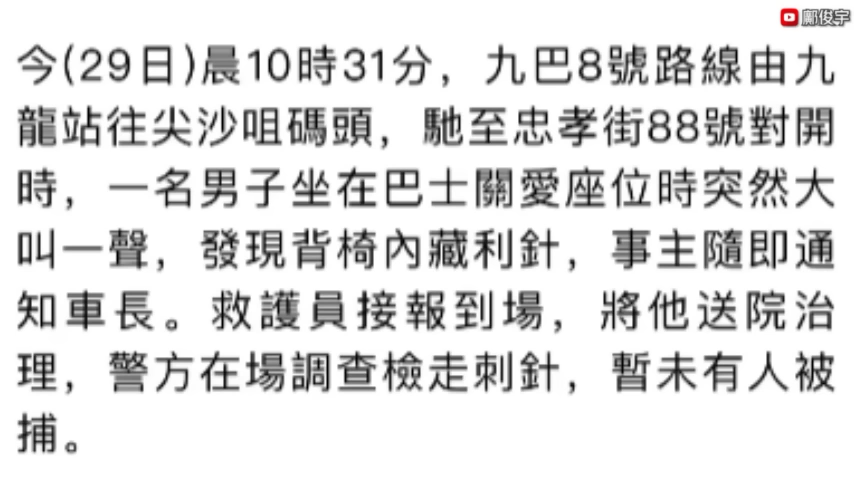 鄺俊宇
今(29日)晨10時31分，九巴8號路線由九
龍站往尖沙咀碼頭，馳至忠孝街88號對開
時，一名男子坐在巴士關愛座位時突然大
叫一聲，發現背椅內藏利針，事主隨即通
知車長。救護員接報到場，將他送院治
理，警方在場調查檢走刺針，暫未有人被
捕。